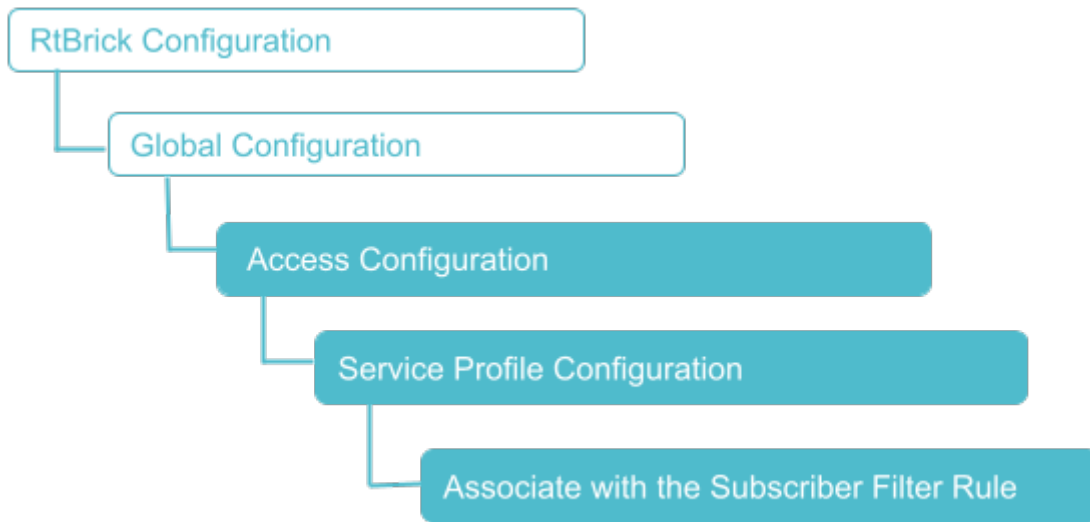 RtBrick Configuration
Global Configuration
Access Configuration
Service Profile Configuration
Associate with the Subscriber Filter Rule